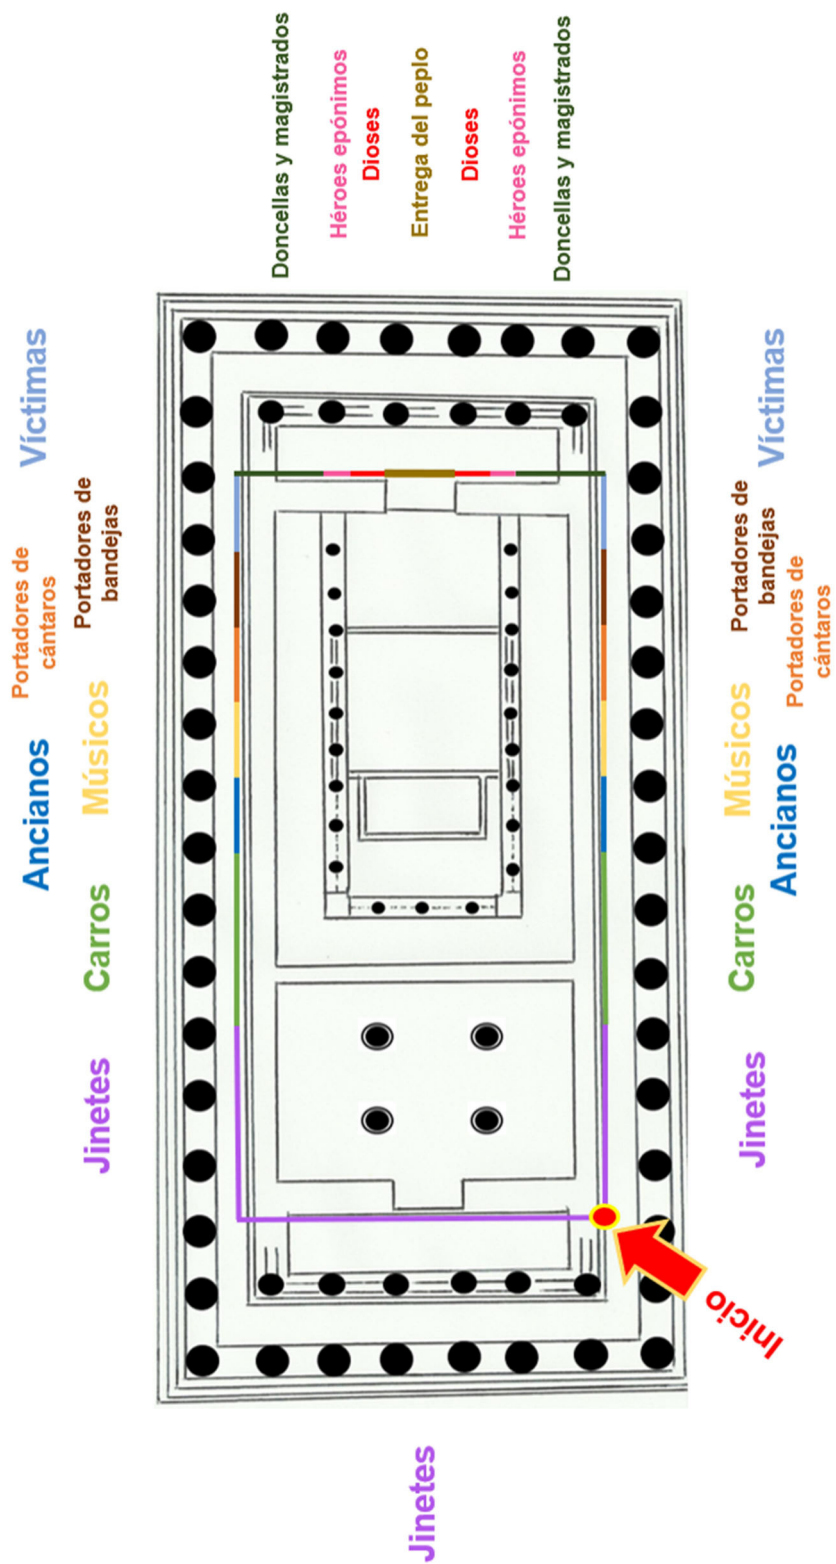 Doncellas y magistrados
Héroes epónimos
Dioses
Entrega del peplo
Dioses
Héroes epónimos
Doncellas y magistrados
Víctimas
Portadores de
bandejas
Portadores de
cántaros
Músicos
Ancianos
Carros
Jinetes
Víctimas
Portadores de
bandejas
Portadores de
cántaros
Músicos
Ancianos
Carros
Jinetes
Inicio
Jinetes